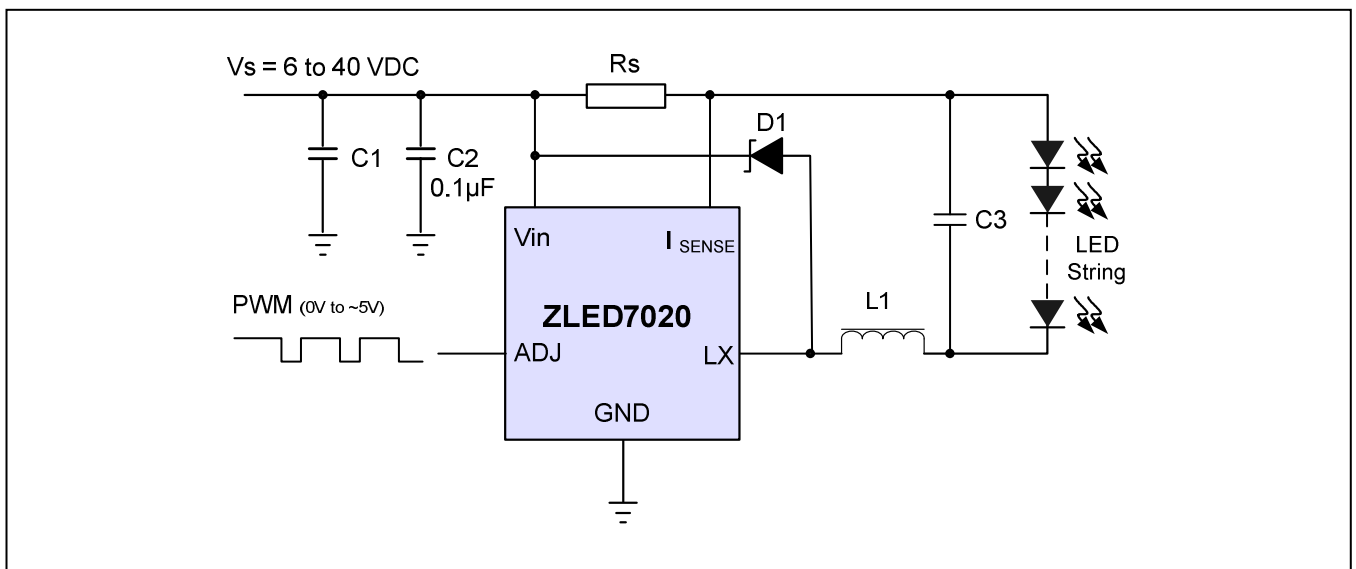 Vs = 6 to 40 VDC
Rs
D1
C1
C2
0.1µF
C3
LED
String
Vin
I SENSE
PWM (0V to ~5V)
ZLED7020
L1
ADJ
LX
GND